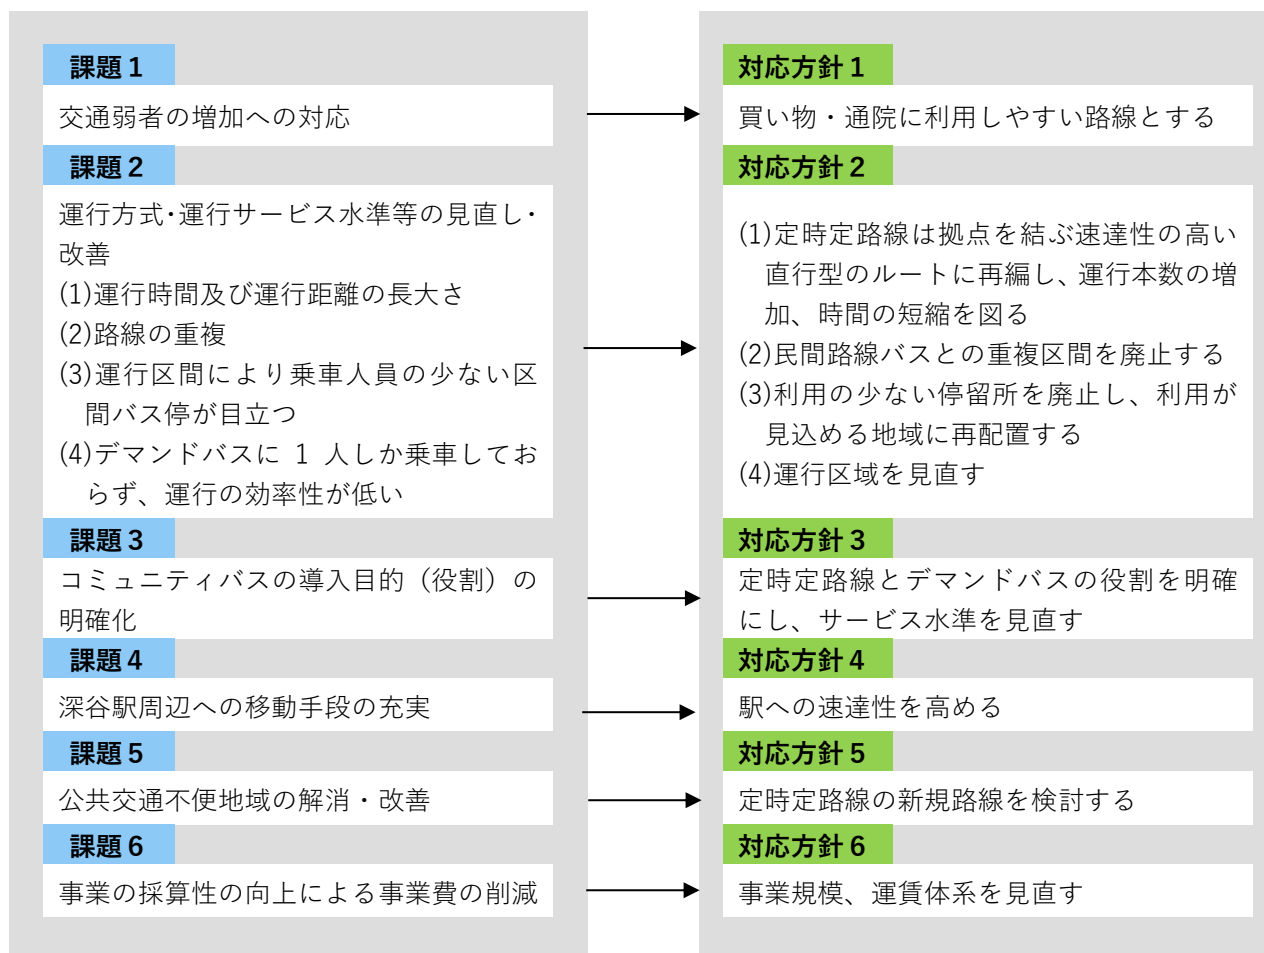 課題１
交通弱者の増加への対応
課題２
運行方式･運行サービス水準等の見直し･
改善
(1)運行時間及び運行距離の長大さ
(2)路線の重複
(3)運行区間により乗車人員の少ない区
間バス停が目立つ
(4)デマンドバスに 1 人しか乗車してお
らず、運行の効率性が低い
課題３
コミュニティバスの導入目的（役割）の
明確化
課題４
深谷駅周辺への移動手段の充実
課題５
公共交通不便地域の解消・改善
課題６
事業の採算性の向上による事業費の削減
対応方針１
買い物・通院に利用しやすい路線とする
対応方針２
(1)定時定路線は拠点を結ぶ速達性の高い
直行型のルートに再編し、運行本数の増
加、時間の短縮を図る
(2)民間路線バスとの重複区間を廃止する
(3)利用の少ない停留所を廃止し、利用が
見込める地域に再配置する
(4)運行区域を見直す
対応方針３
定時定路線とデマンドバスの役割を明確
にし、サービス水準を見直す
対応方針４
駅への速達性を高める
対応方針５
定時定路線の新規路線を検討する
対応方針６
事業規模、運賃体系を見直す